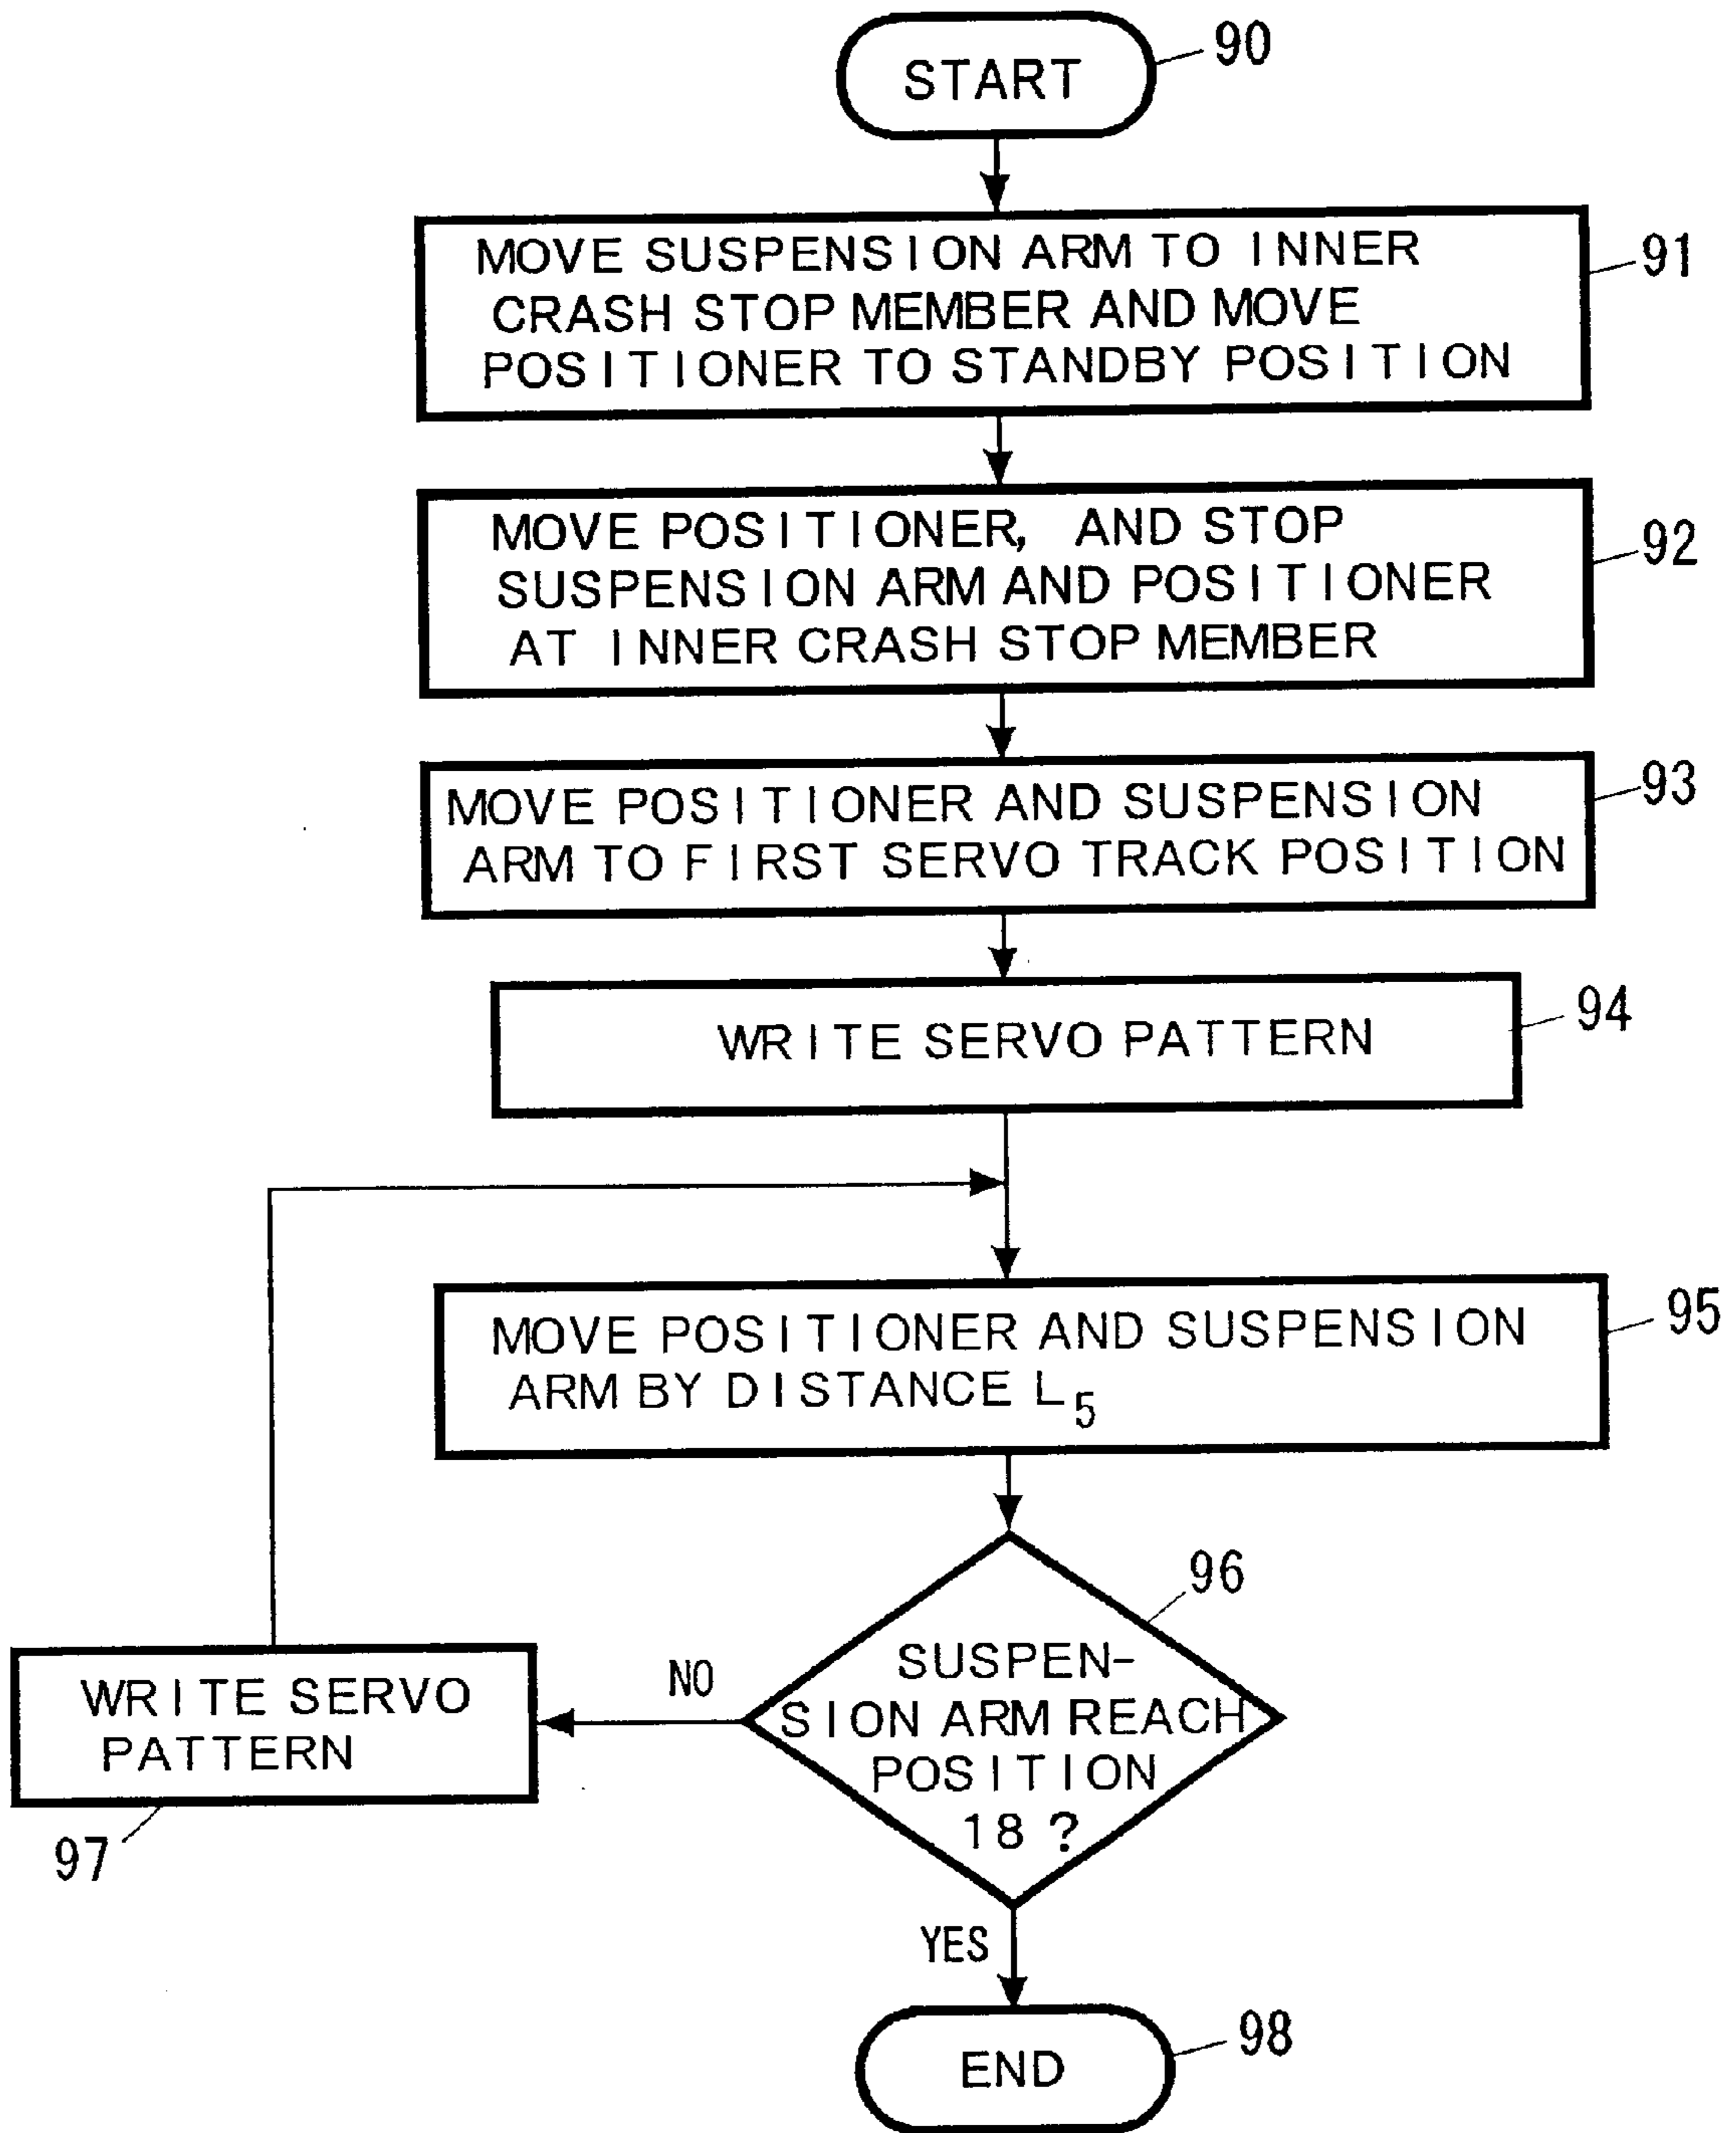 START
90
MOVE SUSPENSION ARM TO INNER
CRASH STOP MEMBER AND MOVE
POSITIONER TO STANDBY POSITION
91
MOVE POSITIONER, AND STOP
SUSPENSION ARM AND POSITIONER
AT INNER CRASH STOP MEMBER
92
MOVE POSITIONER AND SUSPENSION
ARM TO FIRST SERVO TRACK POSITION
93
WRITE SERVO PATTERN
94
MOVE POSITIONER AND SUSPENSION
ARM BY DISTANCE L5
95
96
SUSPEN-
SION ARM REACH
POSITION
18 ?
NO
WRITE SERVO
PATTERN
97
YES
END
98